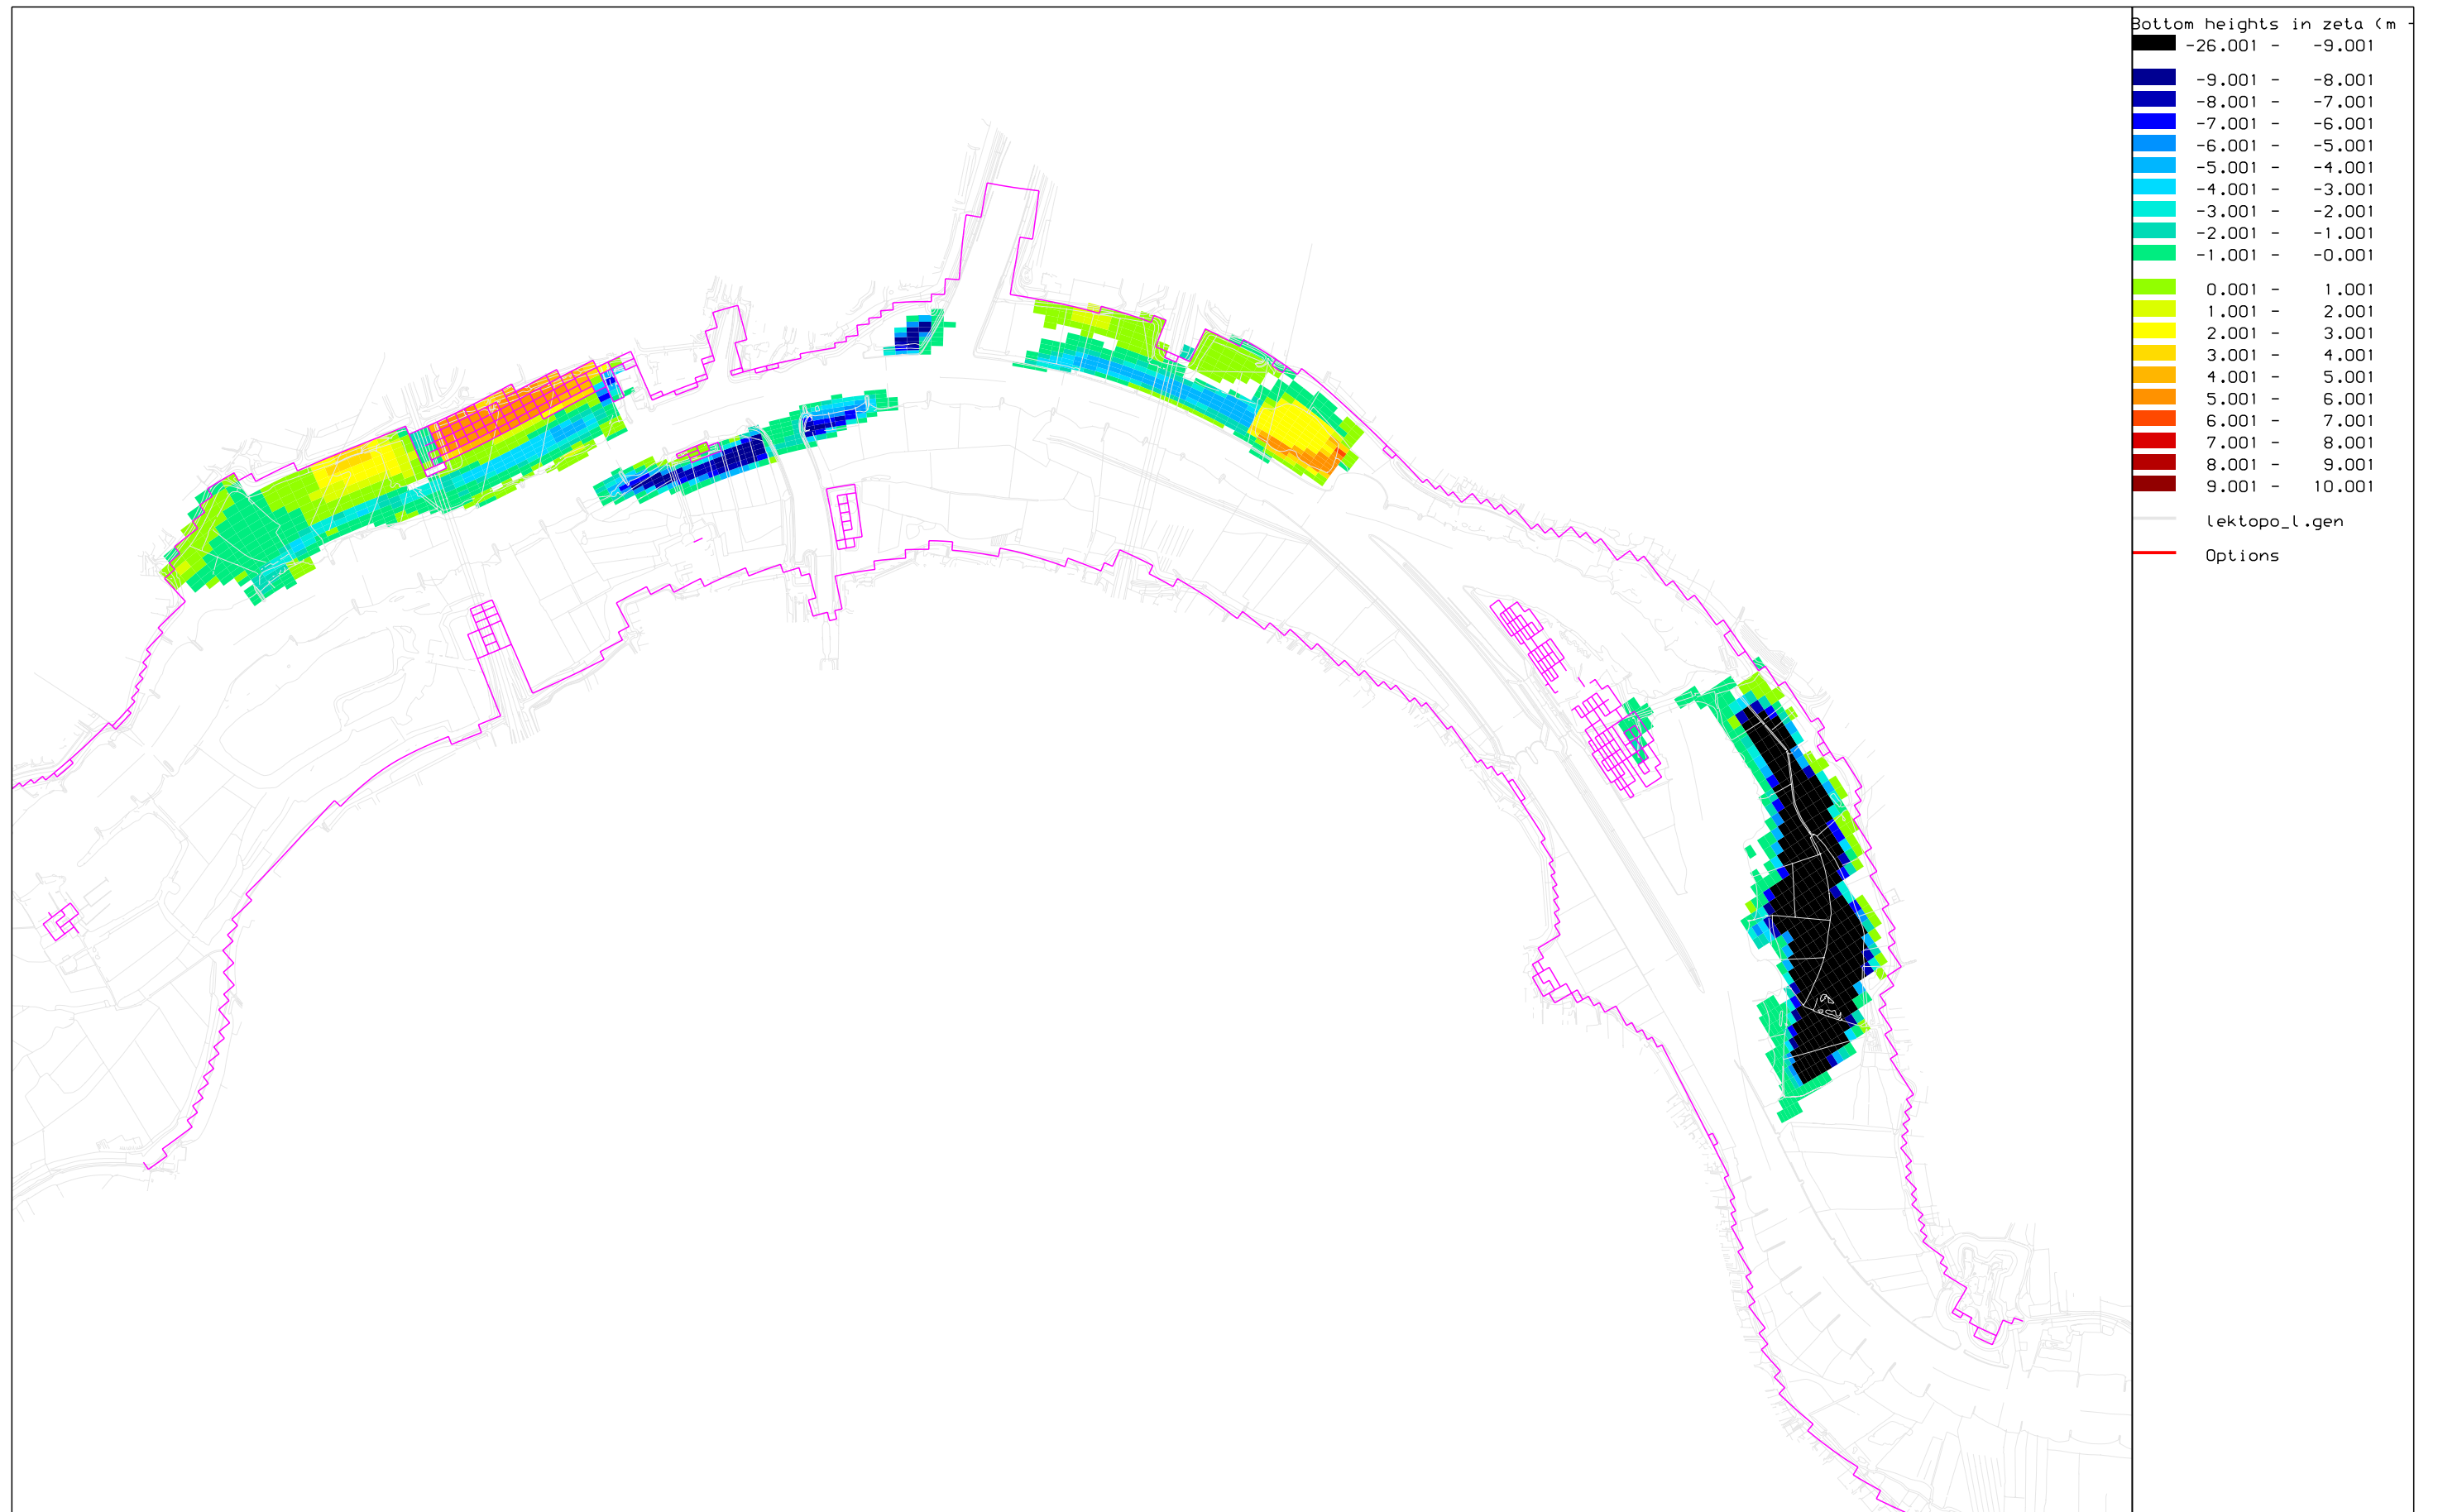 Bottom heights in zeta (m -
-26.001 - -9.001
-9.001 - -8.001
-8.001 - -7.001
-7.001 - -6.001
-6.001 - -5.001
-5.001 - -4.001
-4.001 - -3.001
-3.001 - -2.001
-2.001 - -1.001
-1.001 - -0.001
0.001 - 1.001
1.001 - 2.001
2.001 - 3.001
3.001 - 4.001
4.001 - 5.001
5.001 - 6.001
6.001 - 7.001
7.001 - 8.001
8.001 - 9.001
9.001 - 10.001
lektopo_l.gen
Options